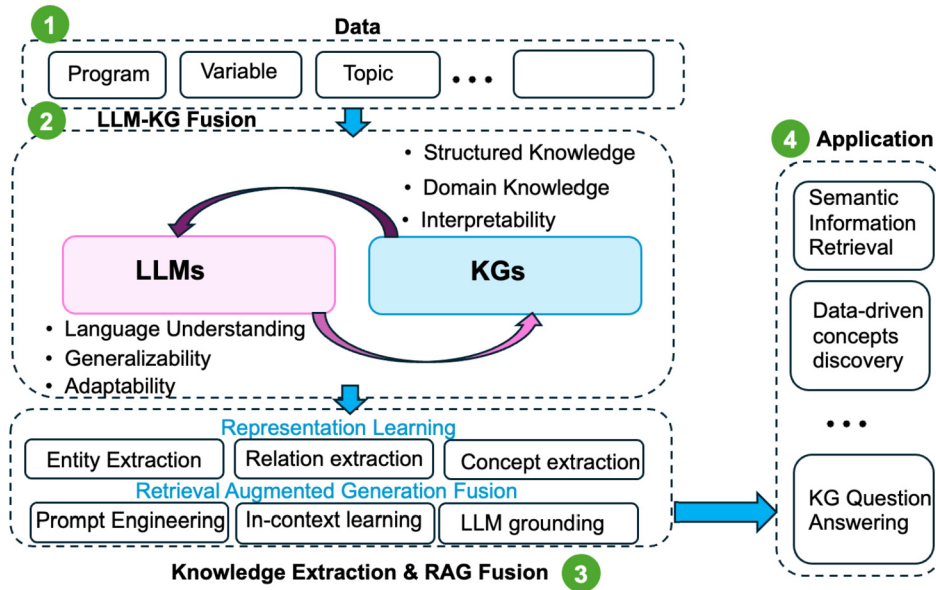 1
Data
Program
Variable
Topic
• • •
2
LLM-KG Fusion
• Structured Knowledge
• Domain Knowledge
• Interpretability
LLMs
KGs
• Language Understanding
• Generalizability
• Adaptability
Representation Learning
Entity Extraction
Relation extraction
Concept extraction
Retrieval Augmented Generation Fusion
Prompt Engineering
In-context learning
LLM grounding
Knowledge Extraction & RAG Fusion
3
4
Application
Semantic
Information
Retrieval
Data-driven
concepts
discovery
• • •
KG Question
Answering